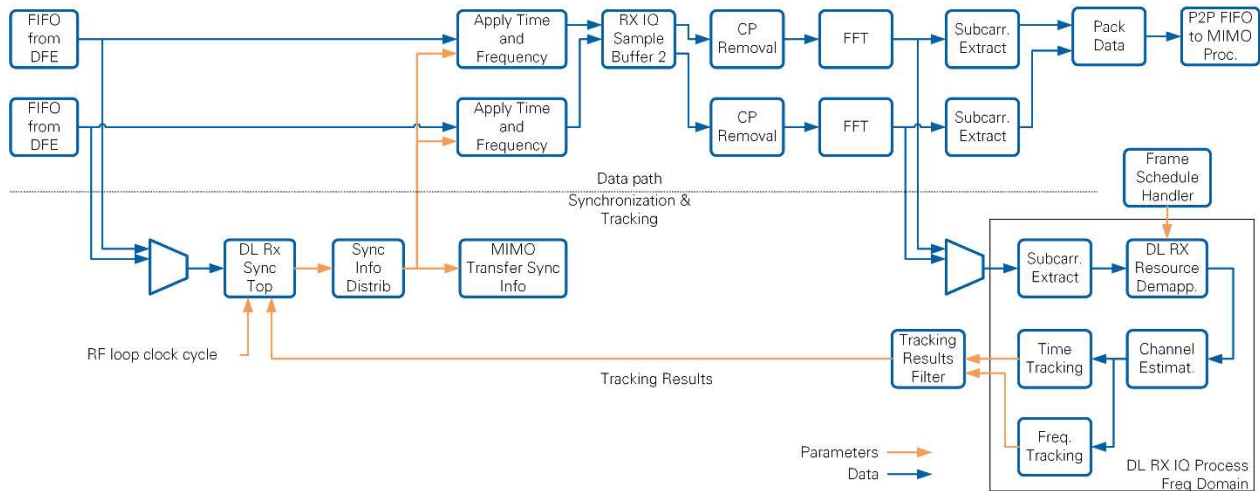 FIFO
from
DFE
Apply Time
and
Frequency
RX IQ
Sample
Buffer 2
CP
Removal
FFT
Subcarr.
Extract
Pack
Data
P2P FIFO
to MIMO
Proc.
FIFO
from
DFE
Apply Time
and
Frequency
CP
Removal
FFT
Subcarr.
Extract
Data path
Synchronization &
Tracking
Frame
Schedule
Handler
DL Rx
Sync
Top
Sync
Info
Distrib
MIMO
Transfer Sync
Info
Subcarr.
Extract
DL RX
Resource
Demapp.
RF loop clock cycle
Tracking Results
Tracking
Results
Filter
Time
Tracking
Channel
Estimat.
Freq.
Tracking
Parameters
Data
DL RX IQ Process
Freq Domain